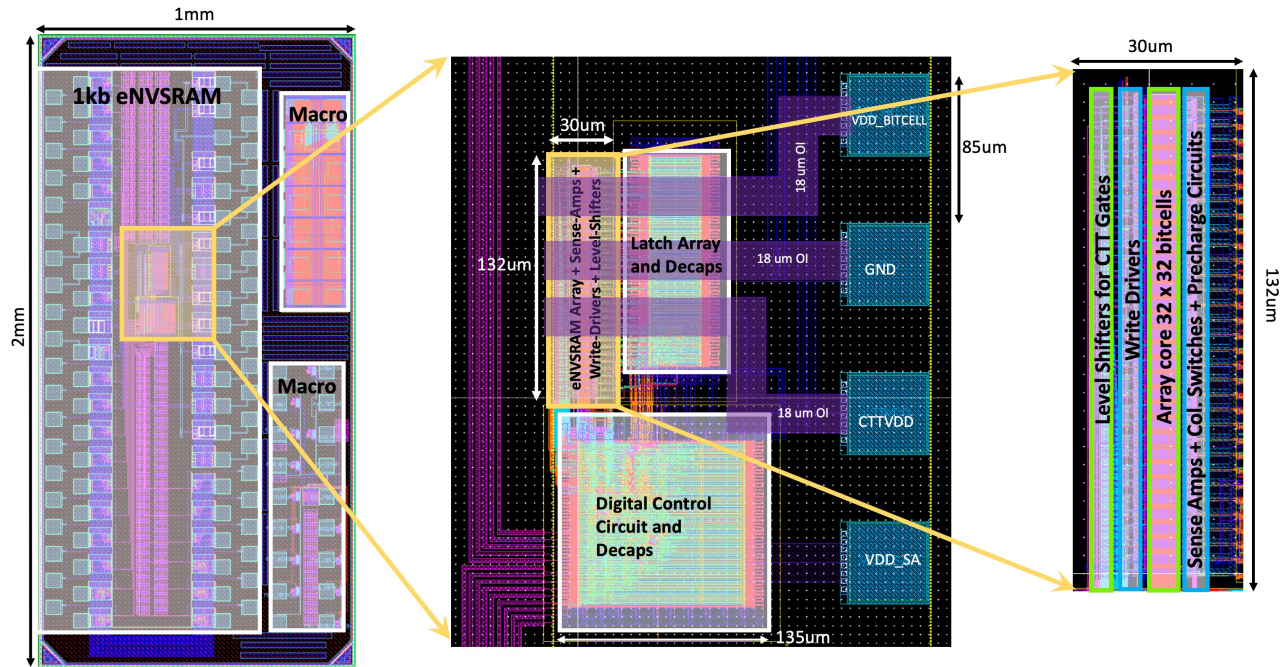 1mm
2mm
1kb eNVSRAM
Macro
Macro
30um
132um
eNVSRAM Array + Sense-Amps +
Write-Drivers + Level-Shifters
Latch Array
and Decaps
VDD_BITCELL
85um
18 um OI
18 um OI
GND
18 um OI
CTTVDD
Digital Control
Circuit and
Decaps
VDD_SA
135um
30um
132um
Level Shifters for CTT Gates
Write Drivers
Array core 32 x 32 bitcells
Sense Amps + Col. Switches + Precharge Circuits